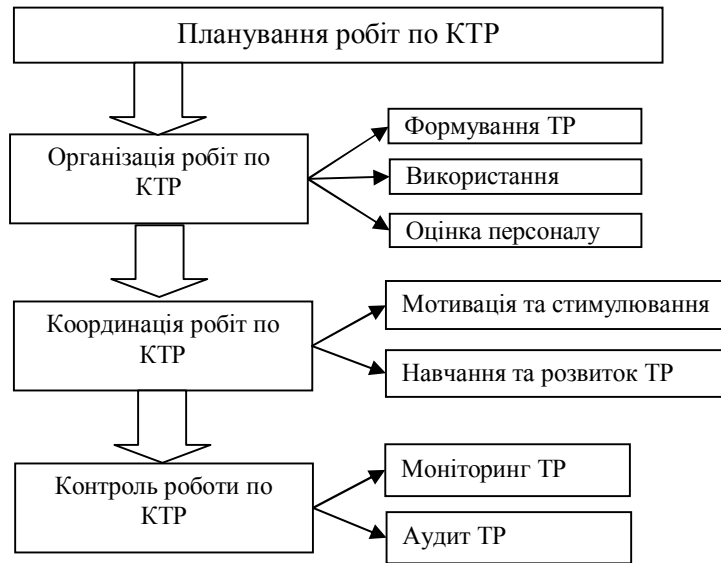 Планування робіт по КТР
Організація робіт по
КТР
Формування ТР
Використання
Оцінка персоналу
Координація робіт по
КТР
Мотивація та стимулювання
Навчання та розвиток ТР
Контроль роботи по
КТР
Моніторинг ТР
Аудит ТР